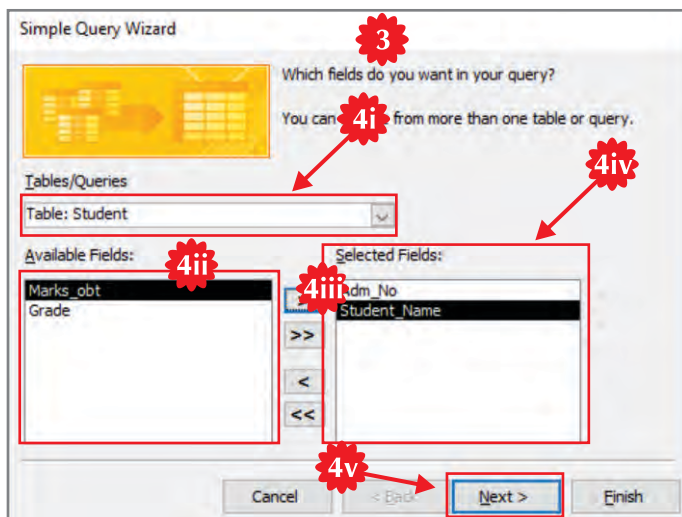 Simple Query Wizard
3
Which fields do you want in your query?
You can 4i from more than one table or query.
4iv
Tables/Queries
Table: Student
Available Fields:
4ii
Selected Fields:
Marks_obt
Grade
4iii
>>
<
<<
Adm_No
Student_Name
4v
Cancel
< Back
Next >
Finish